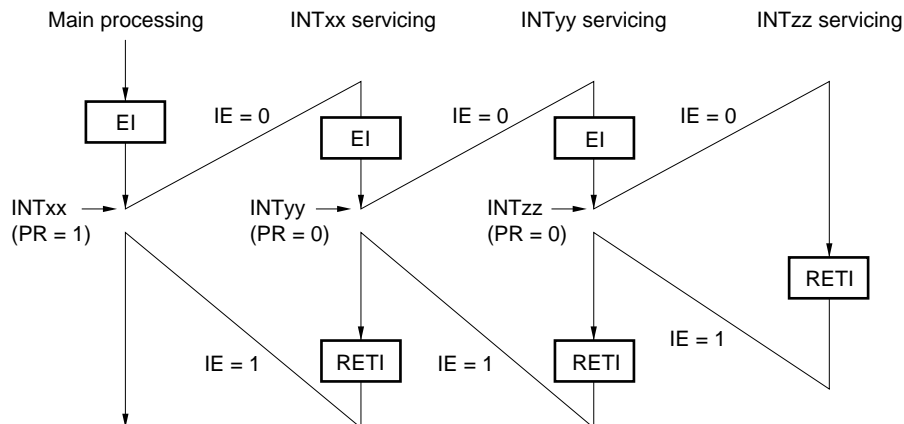 Main processing
INTxx servicing
INTyy servicing
INTzz servicing
EI
IE = 0
EI
IE = 0
EI
IE = 0
INTxx
(PR = 1)
INTyy
(PR = 0)
INTzz
(PR = 0)
RETI
IE = 1
RETI
IE = 1
RETI
IE = 1